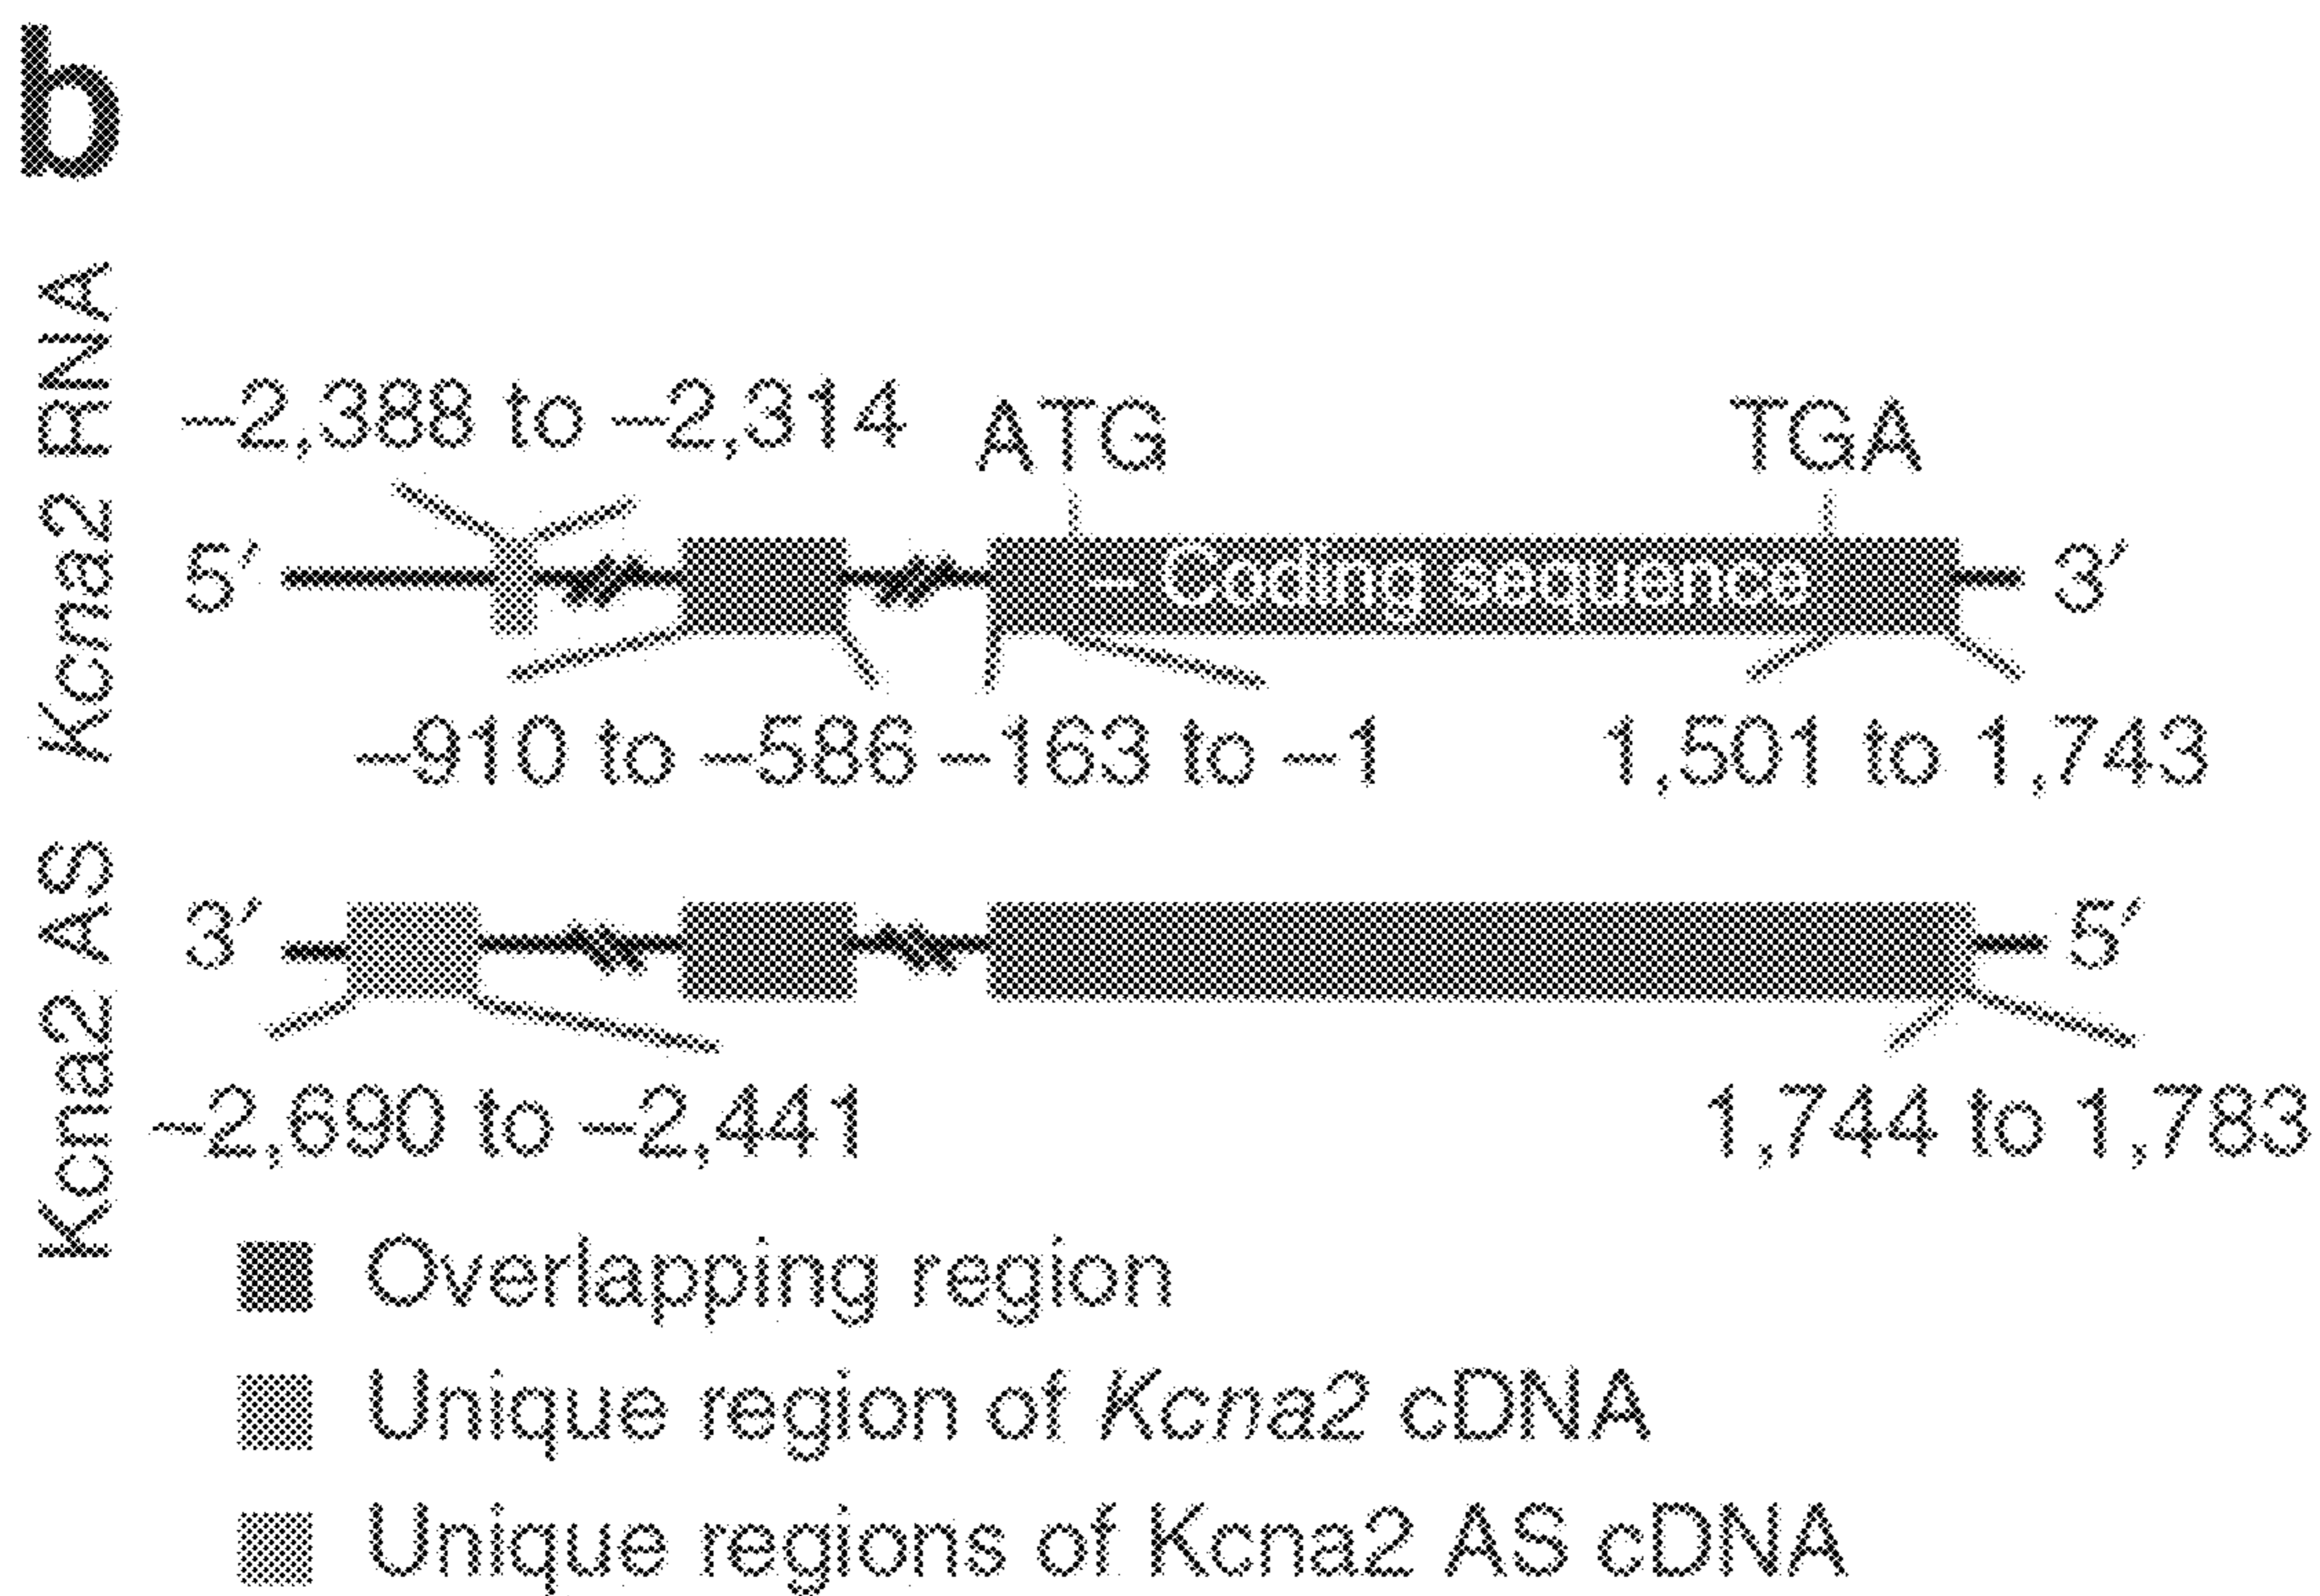 b
Kcna2 RNA
–2,388 to –2,314
ATG
TGA
5′
– Coding sequence
3′
–910 to –586
–163 to –1
1,501 to 1,743
Kcna2 AS
3′
5′
–2,690 to –2,441
1,744 to 1,783
Overlapping region
Unique region of Kcna2 cDNA
Unique regions of Kcna2 AS cDNA